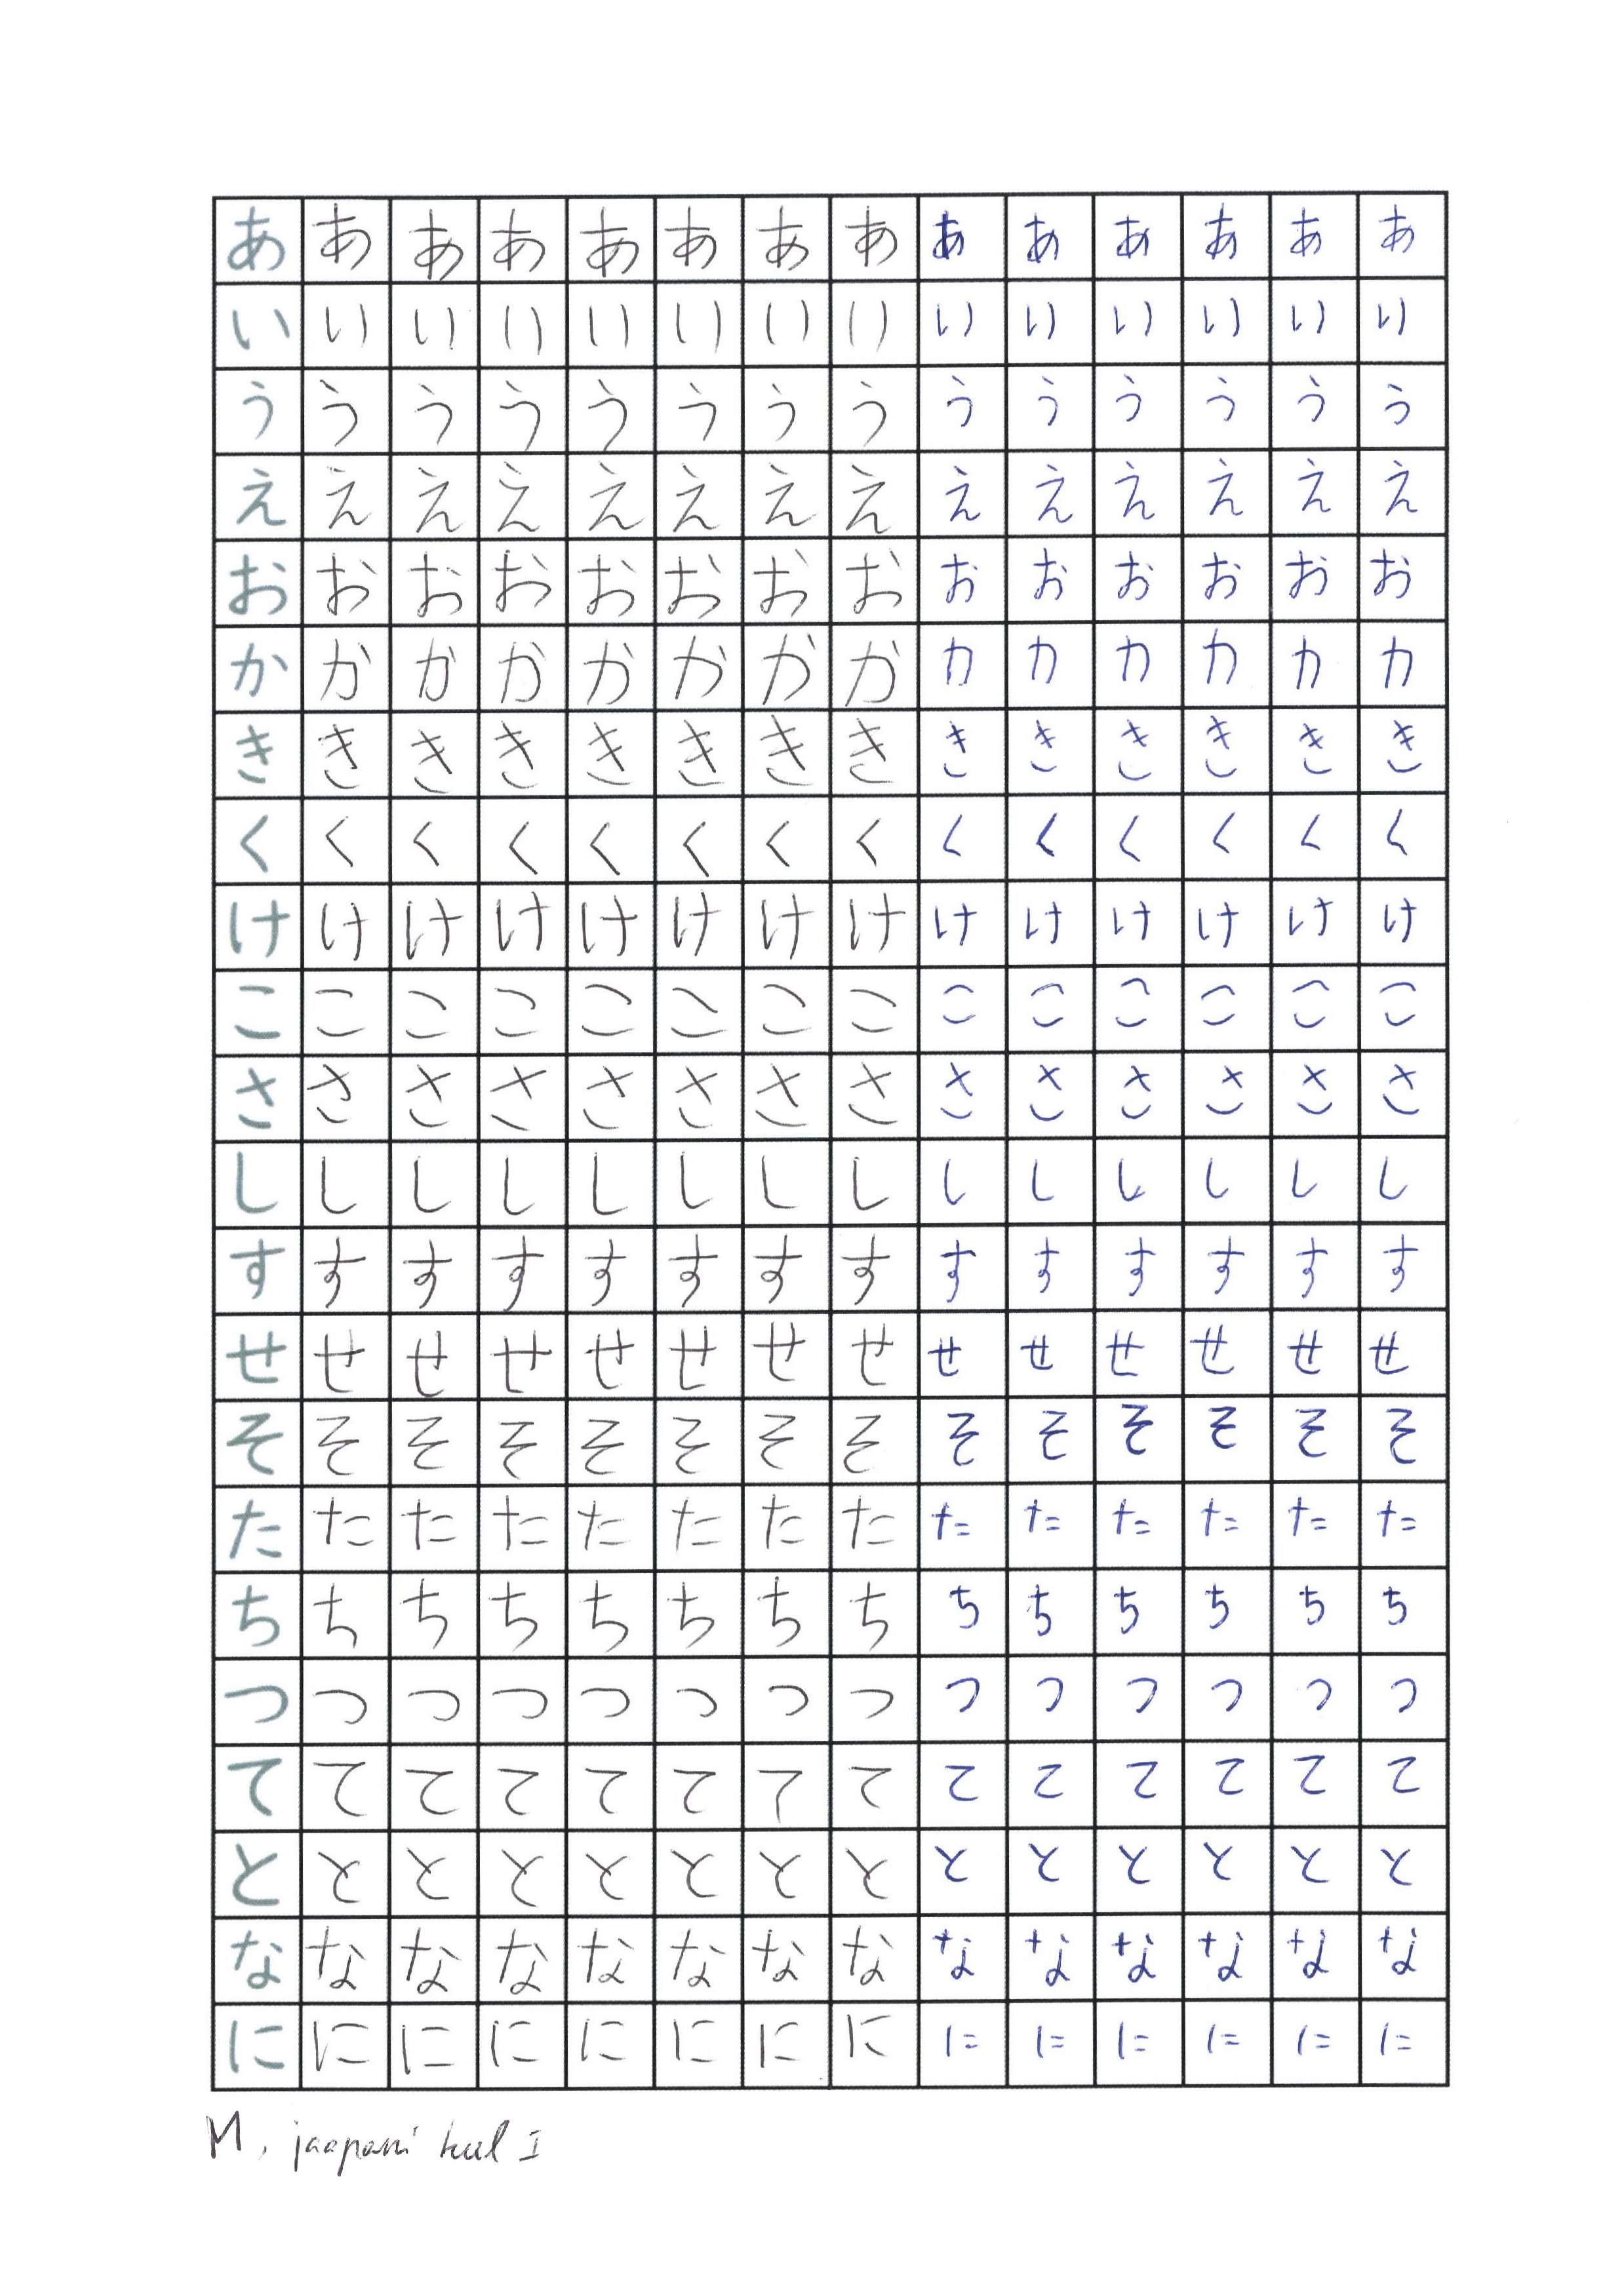 あ あ あ あ あ あ あ あ あ あ あ あ あ あ
い い い い い い い い い い い い い い
う う う う う う う う う う う う う う
え え え え え え え え え え え え え え
お お お お お お お お お お お お お お
か か か か か か か か か か か か か か
き き き き き き き き き き き き き き
く く く く く く く く く く く く く く
け け け け け け け け け け け け け け
こ こ こ こ こ こ こ こ こ こ こ こ こ こ
さ さ さ さ さ さ さ さ さ さ さ さ さ さ
し し し し し し し し し し し し し し
す す す す す す す す す す す す す す
せ せ せ せ せ せ せ せ せ せ せ せ せ せ
そ そ そ そ そ そ そ そ そ そ そ そ そ そ
た た た た た た た た た た た た た た
ち ち ち ち ち ち ち ち ち ち ち ち ち ち
つ つ つ つ つ つ つ つ つ つ つ つ つ つ
て て て て て て て て て て て て て て
と と と と と と と と と と と と と と
な な な な な な な な な な な な な な
に に に に に に に に に に に に に に
M, jaapani keel I